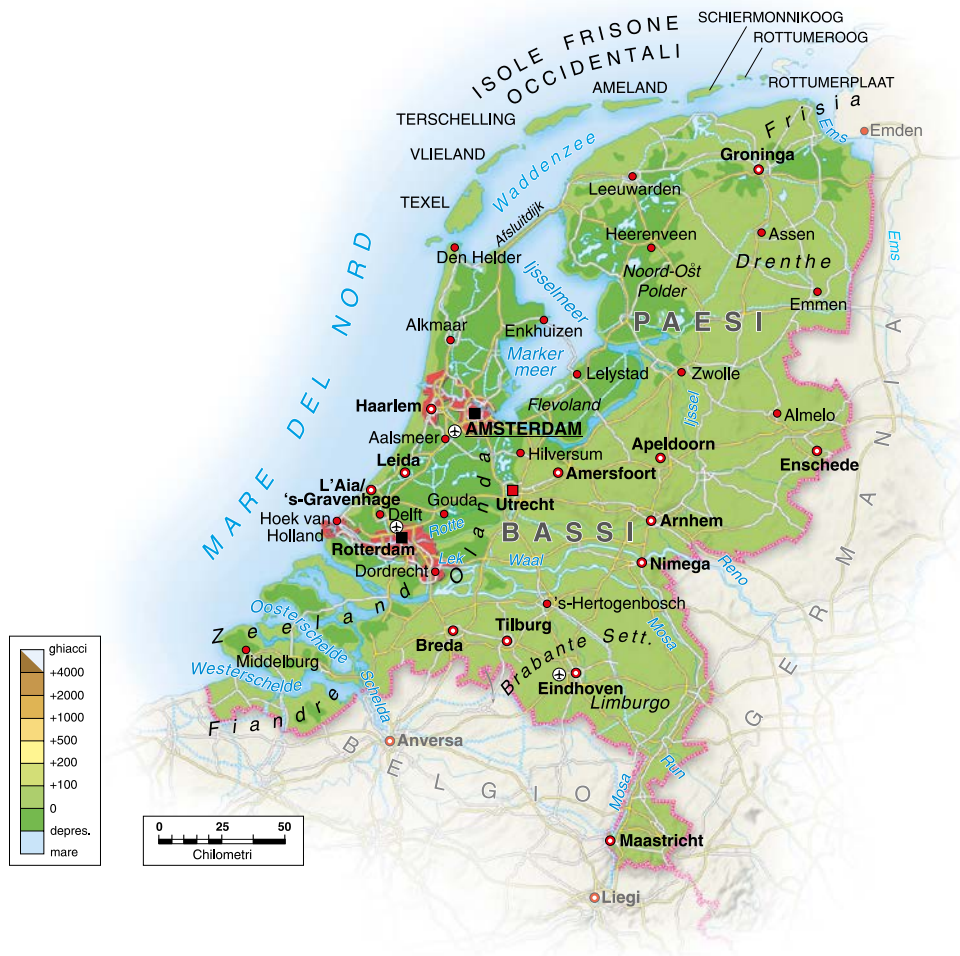 SCHIERMONNIKOOG
ROTTUMEROOG
ISOLE FRISONE
OCCIDENTALI
ROTTUMERPLAAT
AMELAND
TERSCHELLING
VLIELAND
TEXEL
Waddenzee
Frisia
Ems
Emden
Groninga
Leeuwarden
Afsluitdijk
Den Helder
Heerenveen
Assen
Drenthe
Ems
Noord-Ost
Polder
Ijsselmeer
Emmen
MARE DEL NORD
Alkmaar
Enkhuizen
PAESI
Marker
meer
Lelystad
Zwolle
Ijssel
Haarlem
Flevoland
Almelo
AMSTERDAM
Aalsmeer
Hilversum
Apeldoorn
Enschede
Leida
Amersfoort
L'Aia/
's-Gravenhage
Gouda
Utrecht
Olanda
Hoek van
Holland
Delft
Rotte
BASSI
Arnhem
Rotterdam
Lek
Waal
Nimega
Reno
Dordrecht
GERMANIA
Zeeland
Oosterschelde
's-Hertogenbosch
Mosa
Breda
Tilburg
Brabante Sett.
Middelburg
Westerschelde
Schelda
Eindhoven
Limburgo
Fiandre
Anversa
BELGIO
Run
Mosa
Maastricht
Liegi
ghiacci
+4000
+2000
+1000
+500
+200
+100
0
depres.
mare
0 25 50
Chilometri